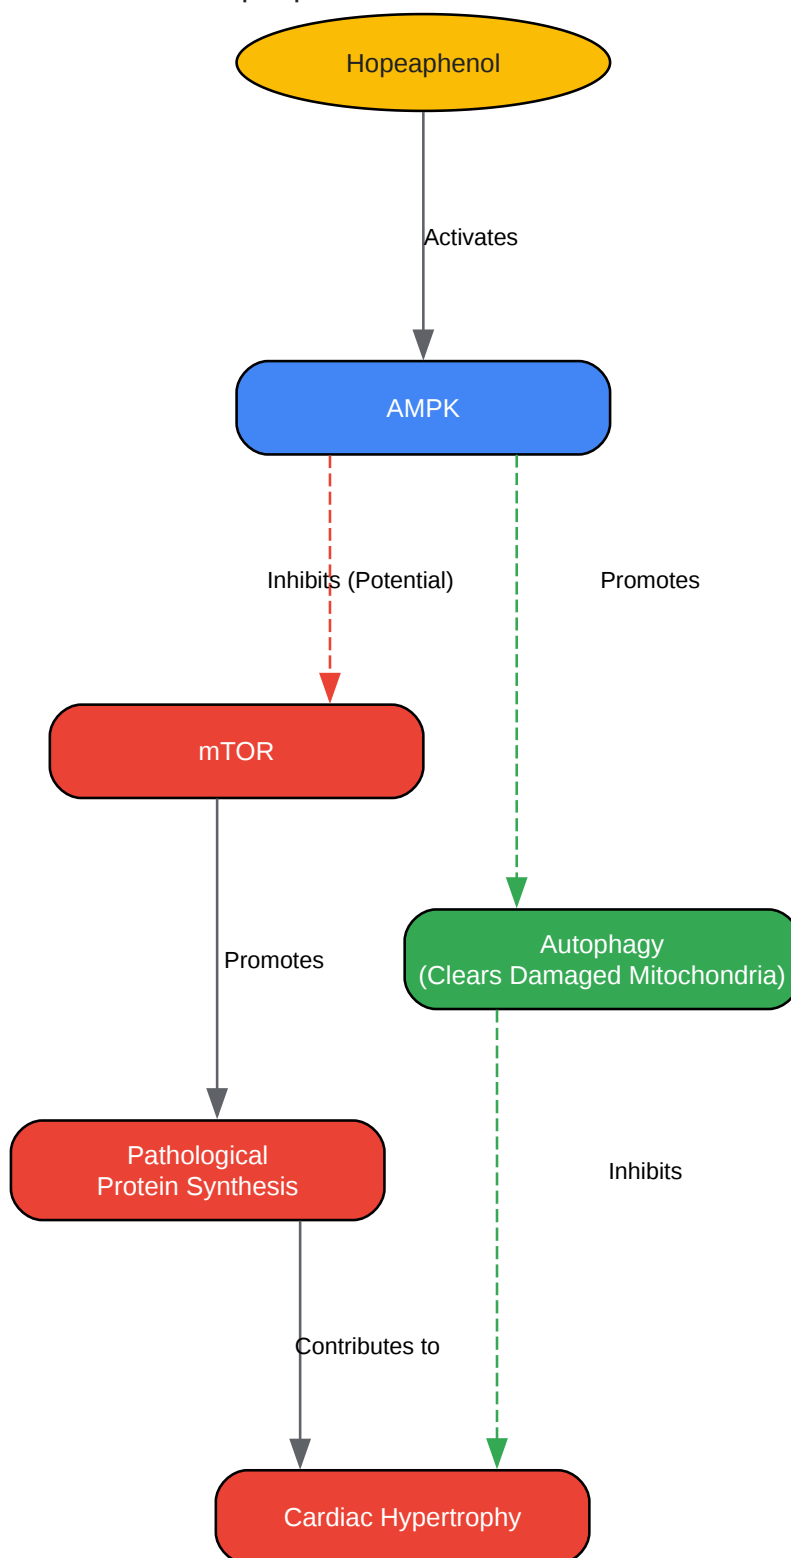 Hopeaphenol
Activates
AMPK
Inhibits (Potential)
Promotes
mTOR
Autophagy
(Clears Damaged Mitochondria)
Promotes
Pathological
Protein Synthesis
Inhibits
Contributes to
Cardiac Hypertrophy